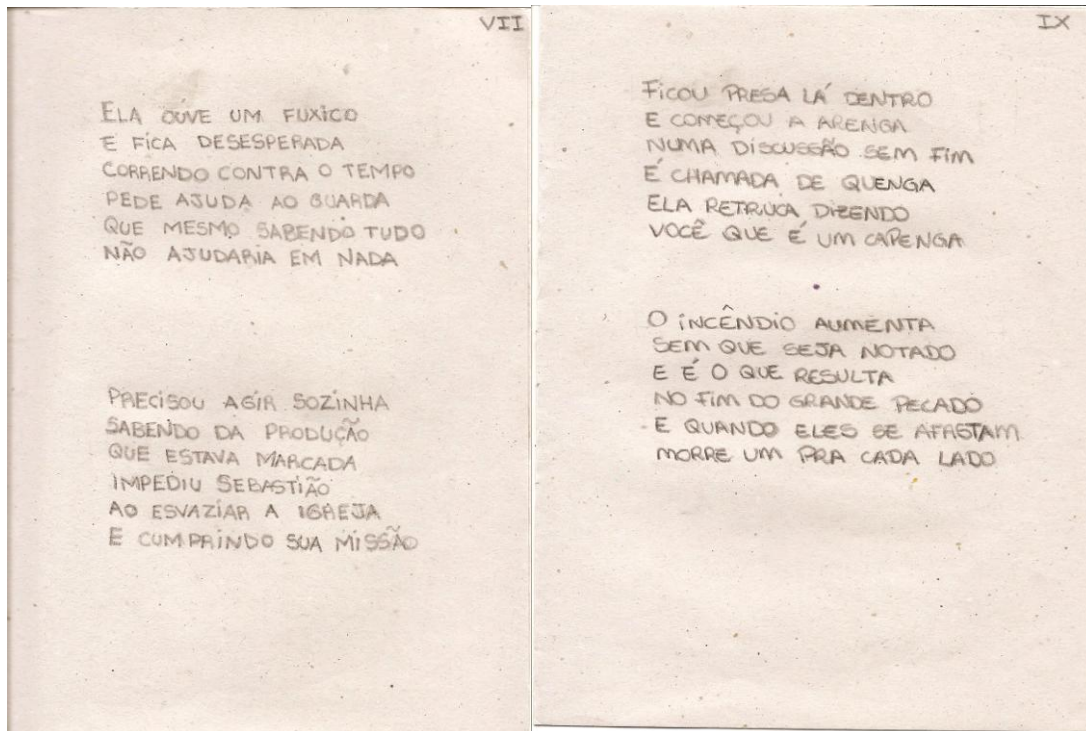 VII
ELA OUVE UM FUXICO
E FICA DESESPERADA
CORRENDO CONTRA O TEMPO
PEDE AJUDA AO GUARDA
QUE MESMO SABENDO TUDO
NÃO AJUDARIA EM NADA
PRECISOU AGIR SOZINHA
SABENDO DA PRODUÇÃO
QUE ESTAVA MARCADA
IMPEDIU SEBASTIÃO
AO ESVAZIAR A IGREJA
E CUMPRINDO SUA MISSÃO
IX
FICOU PRESA LÁ DENTRO
E COMEÇOU A ARENGA
NUMA DISCUSSÃO SEM FIM
É CHAMADA DE QUENGA
ELA RETRUCA DIZENDO
VOCÊ QUE É UM CAPENGA
O INCÊNDIO AUMENTA
SEM QUE SEJA NOTADO
E É O QUE RESULTA
NO FIM DO GRANDE PECADO
E QUANDO ELES SE AFASTAM
MORRE UM PRA CADA LADO